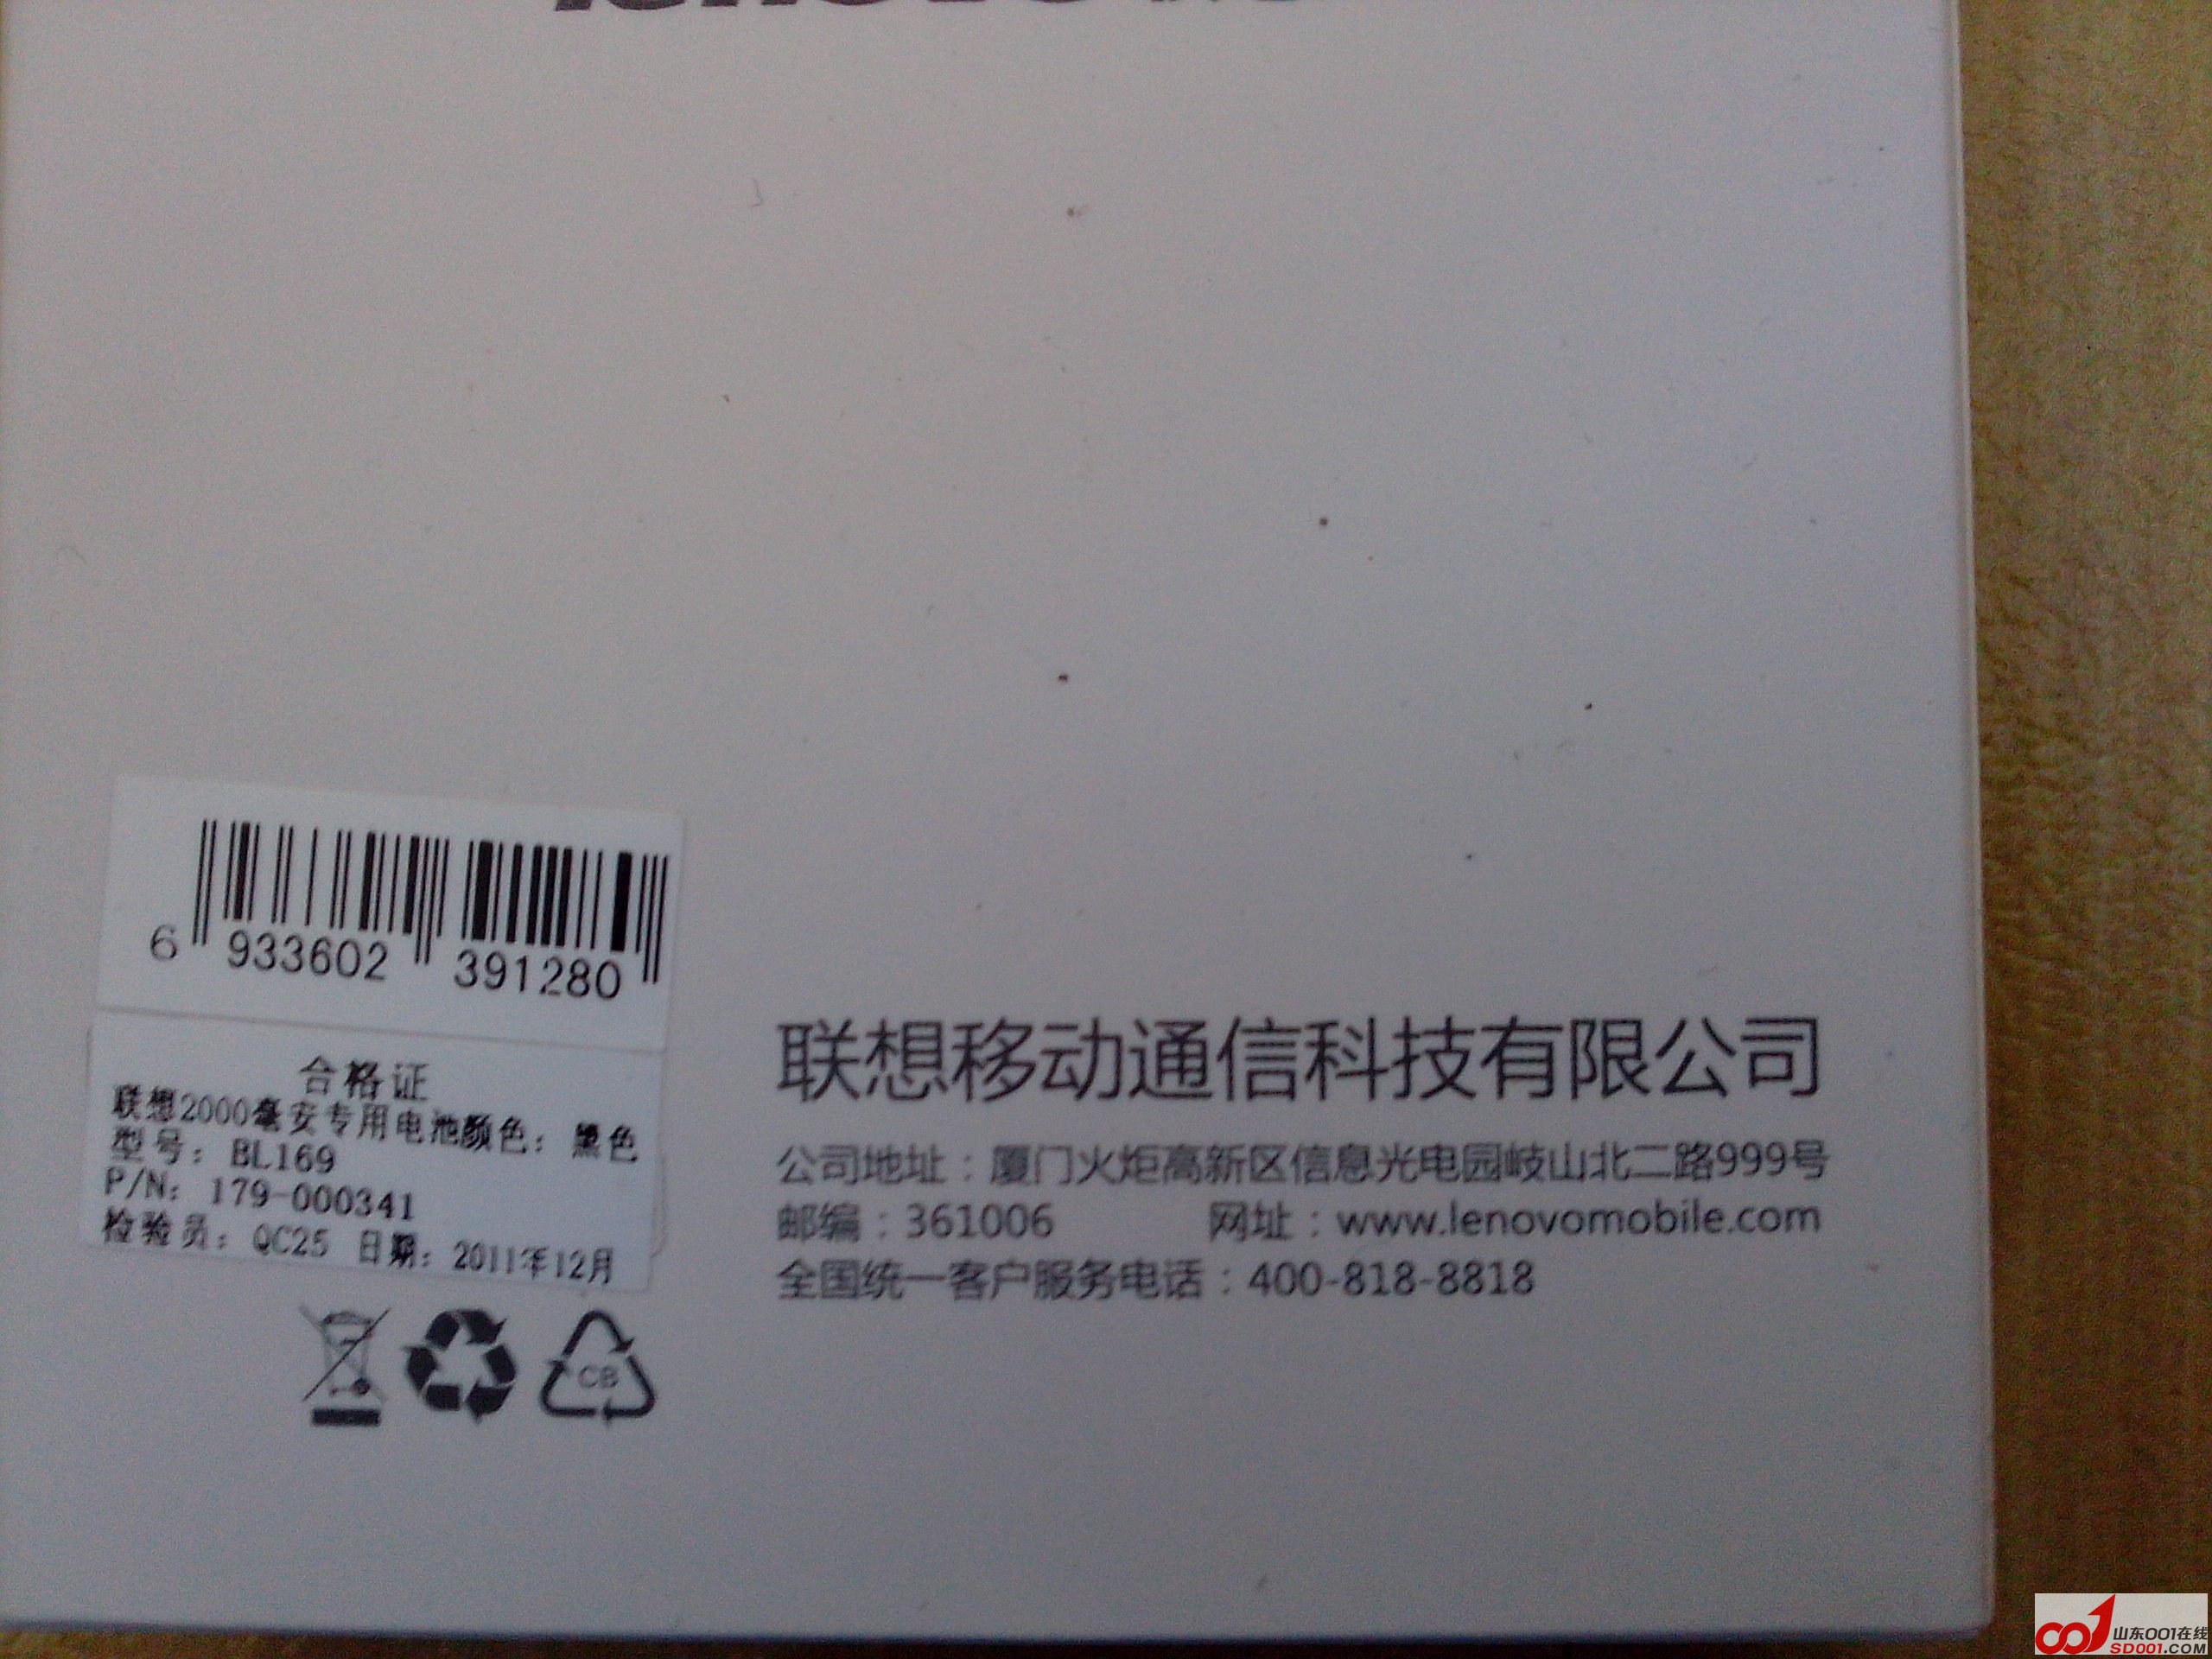 6 933602 391280
合格证
联想2000毫安专用电池颜色：黑色
型号：BL169
P/N：179-000341
检验员：QC25 日期：2011年12月
CB
联想移动通信科技有限公司
公司地址：厦门火炬高新区信息光电园岐山北二路999号
邮编：361006 网址：www.lenovomobile.com
全国统一客户服务电话：400-818-8818
001 山东001在线
SD001.COM